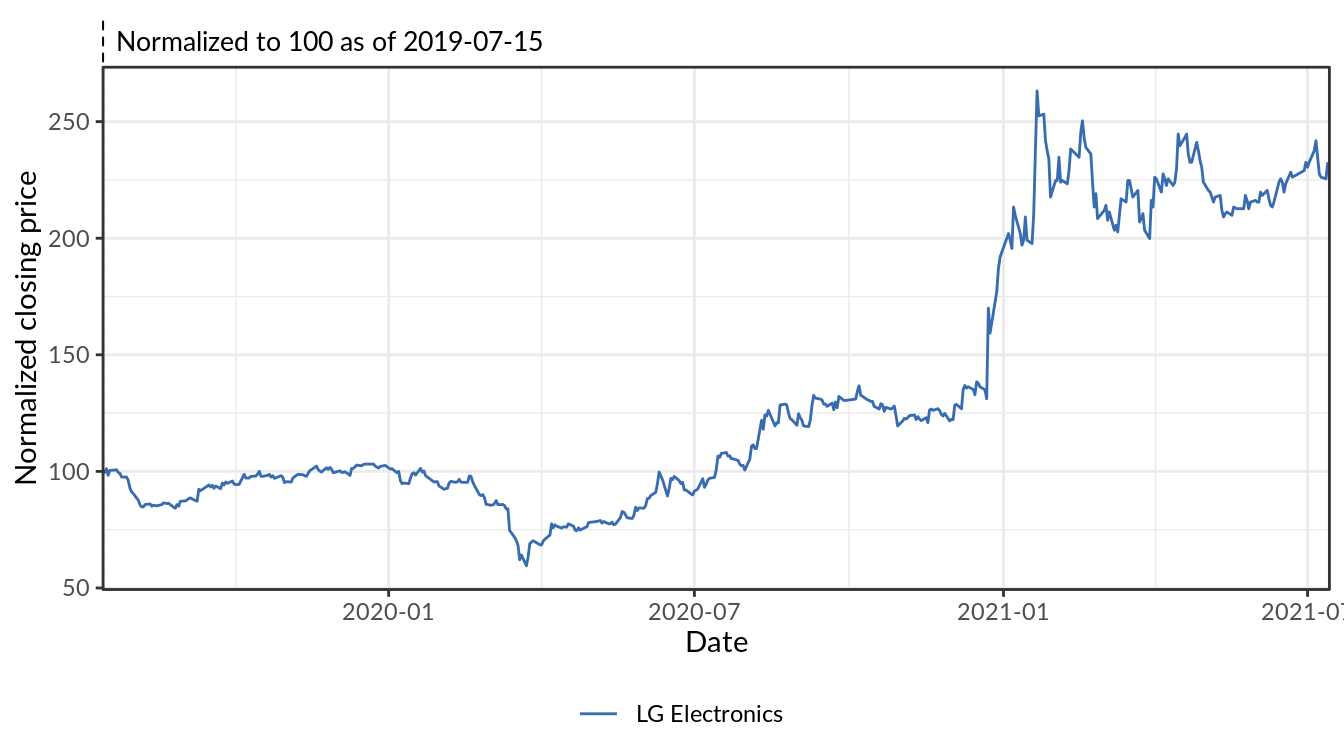 Normalized to 100 as of 2019-07-15
250
200
150
100
50
Normalized closing price
2020-01
2020-07
2021-01
2021-07
Date
LG Electronics